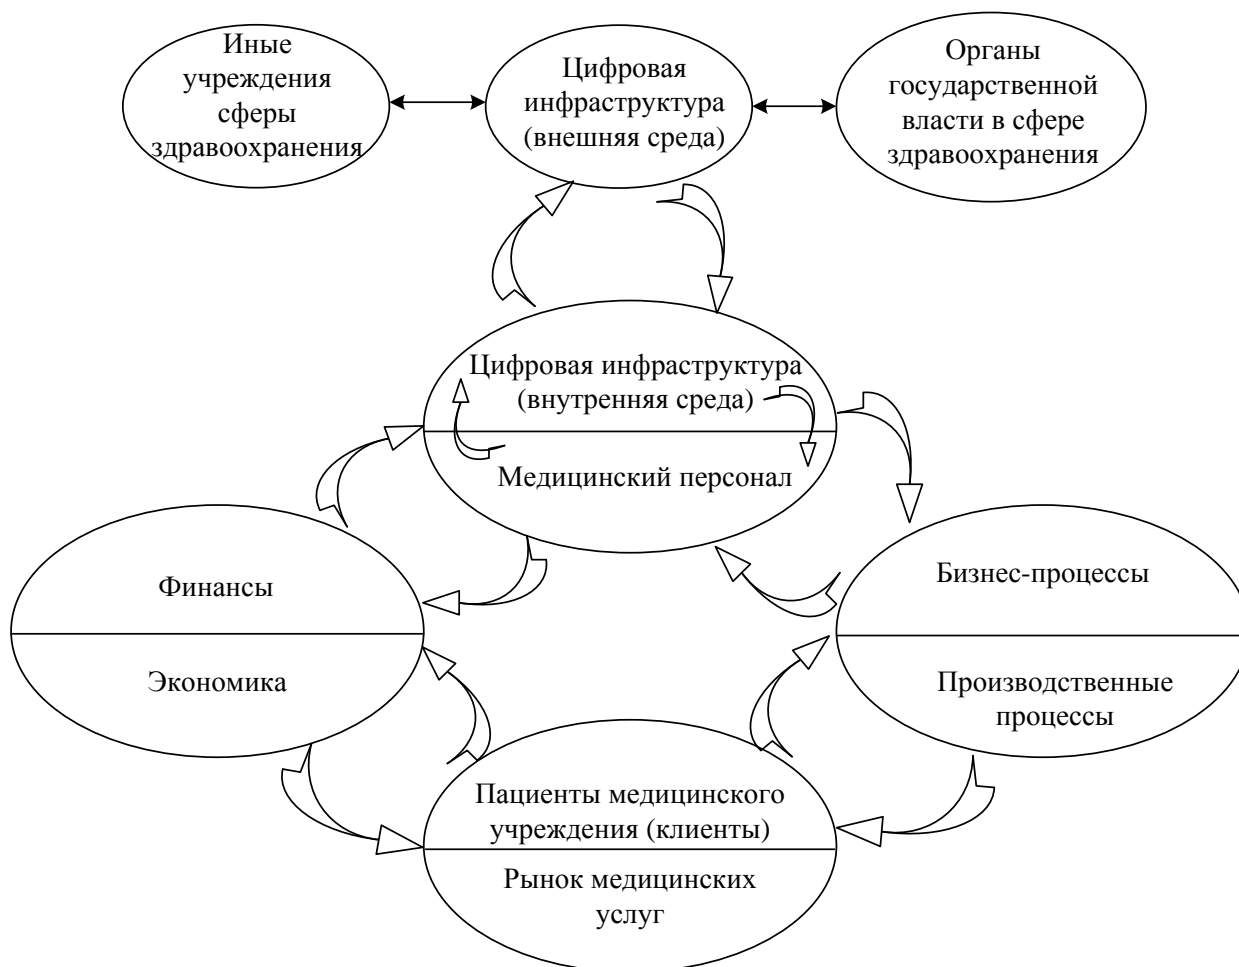 Иные
учреждения
сферы
здравоохранения
Цифровая
инфраструктура
(внешняя среда)
Органы
государственной
власти в сфере
здравоохранения
Цифровая инфраструктура
(внутренняя среда)
Медицинский персонал
Финансы
Экономика
Бизнес-процессы
Производственные
процессы
Пациенты медицинского
учреждения (клиенты)
Рынок медицинских
услуг